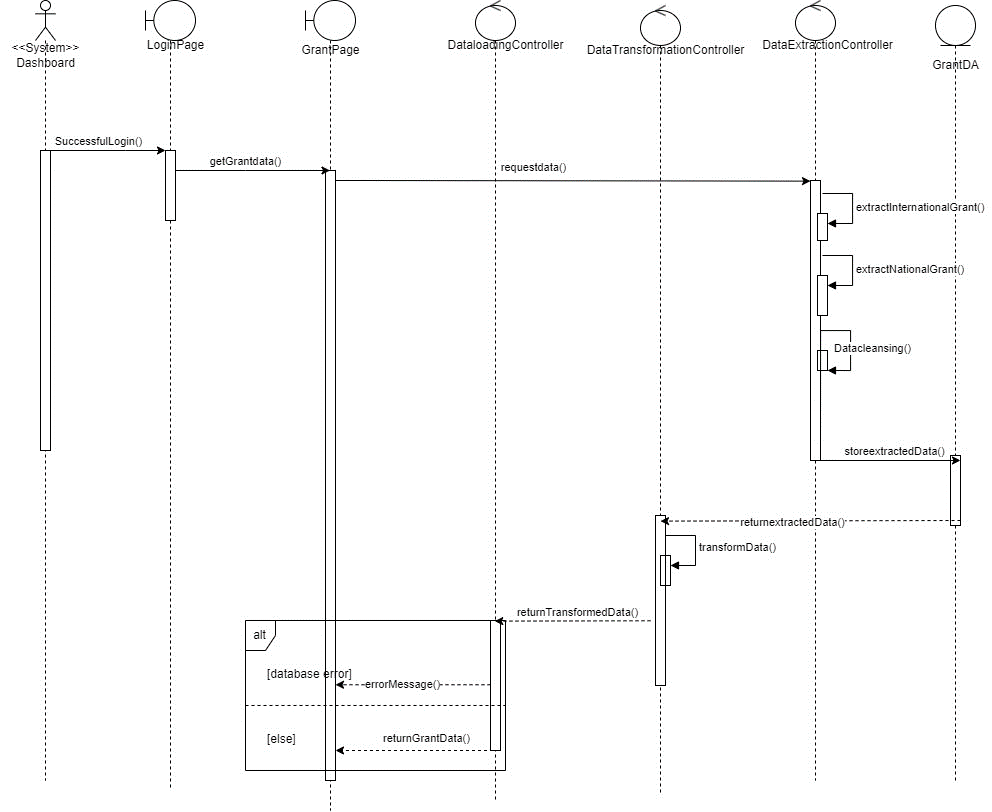 <<System>>
Dashboard
LoginPage
GrantPage
DataloadingController
DataTransformationController
DataExtractionController
GrantDA
SuccessfulLogin()
getGrantdata()
requestdata()
extractInternationalGrant()
extractNationalGrant()
Datacleansing()
storeextractedData()
returnextractedData()
transformData()
returnTransformedData()
alt
[database error]
errorMessage()
[else]
returnGrantData()